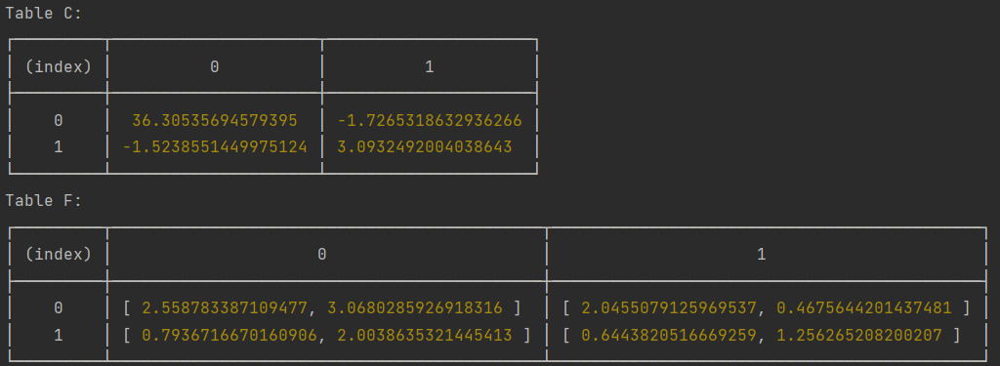 Table C:
(index) 0 1
0 36.30535694579395 -1.7265318632936266
1 -1.5238551449975124 3.0932492004038643
Table F:
(index) 0 1
0 [ 2.558783387109477, 3.0680285926918316 ] [ 2.0455079125969537, 0.4675644201437481 ]
1 [ 0.7936716670160906, 2.0038635321445413 ] [ 0.6443820516669259, 1.256265208200207 ]